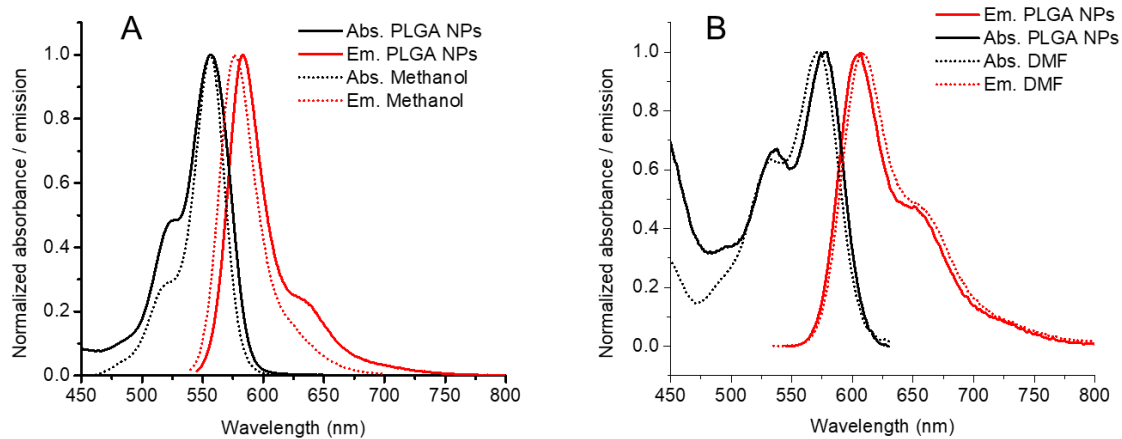 A
Abs. PLGA NPs
Em. PLGA NPs
Abs. Methanol
Em. Methanol
Normalized absorbance / emission
1.0
0.8
0.6
0.4
0.2
0.0
450 500 550 600 650 700 750 800
Wavelength (nm)
B
Em. PLGA NPs
Abs. PLGA NPs
Abs. DMF
Em. DMF
Normalized absorbance / emission
1.0
0.8
0.6
0.4
0.2
0.0
450 500 550 600 650 700 750 800
Wavelength (nm)